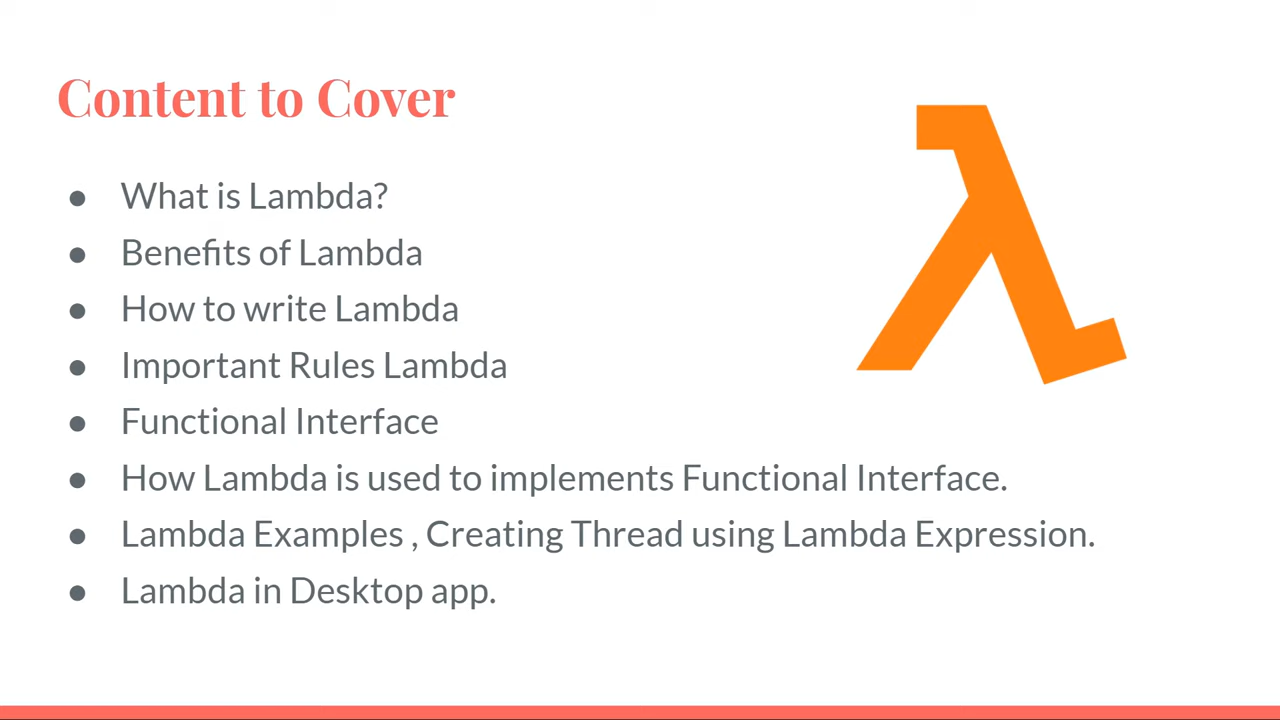 Content to Cover
● What is Lambda?
● Benefits of Lambda
● How to write Lambda
● Important Rules Lambda
● Functional Interface
● How Lambda is used to implements Functional Interface.
● Lambda Examples , Creating Thread using Lambda Expression.
● Lambda in Desktop app.
λ